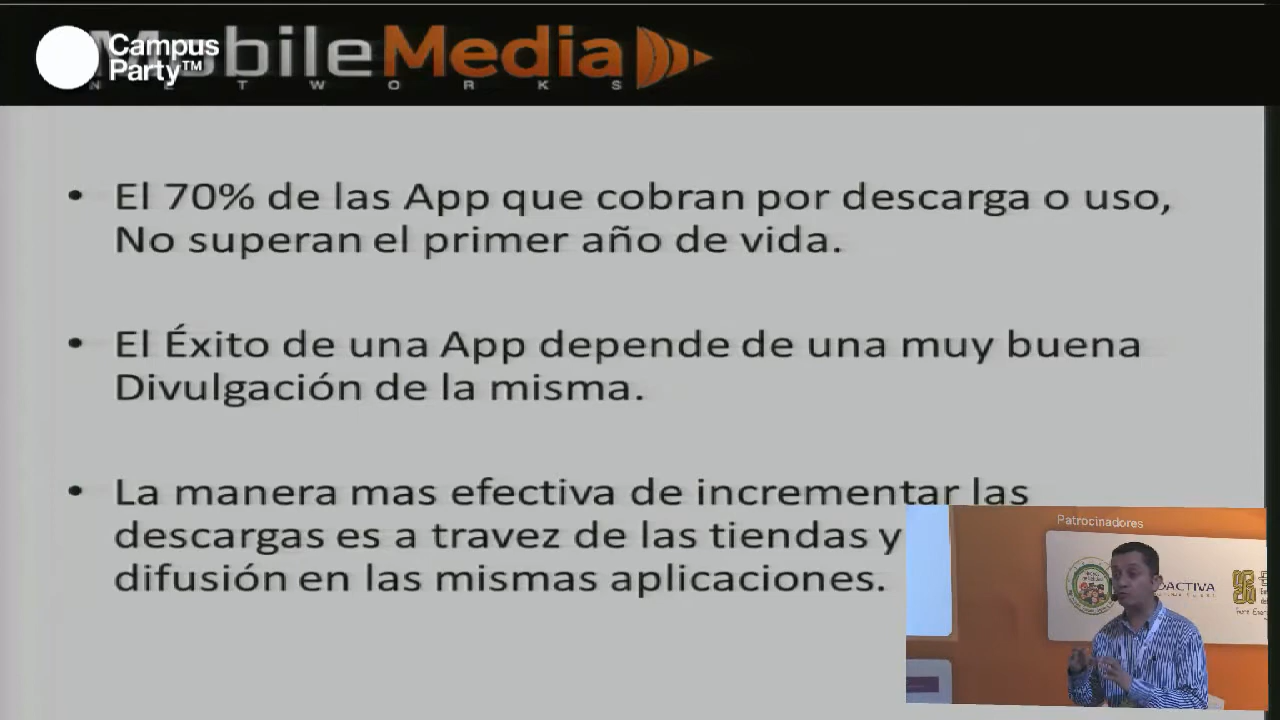 Campus
Party™
MobileMedia
NETWORKS
• El 70% de las App que cobran por descarga o uso,
No superan el primer año de vida.
• El Éxito de una App depende de una muy buena
Divulgación de la misma.
• La manera mas efectiva de incrementar las
descargas es a travez de las tiendas y
difusión en las mismas aplicaciones.
Patrocinadores